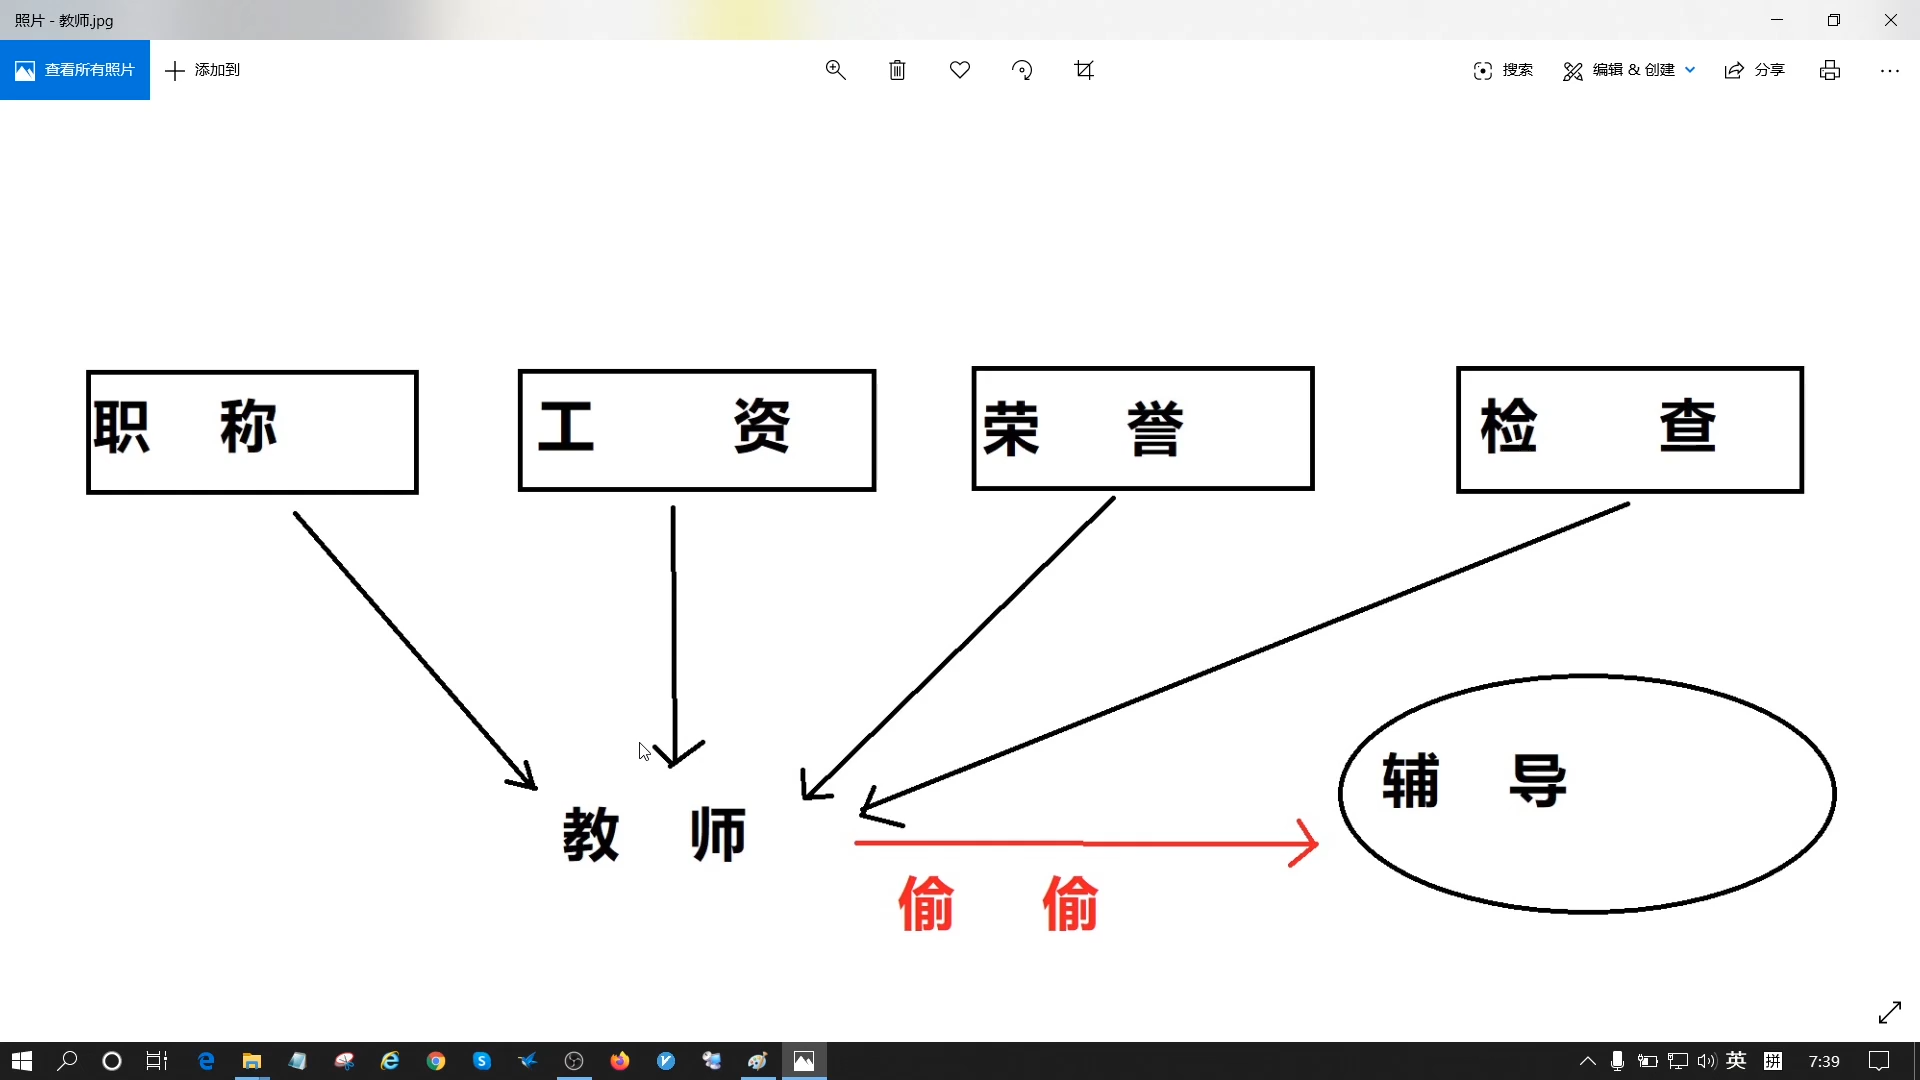 照片 - 教师.jpg
查看所有照片 添加到 搜索 编辑 & 创建 分享
职 称 工 资 荣 誉 检 查
辅 导
教 师
偷 偷
英 拼 7:39